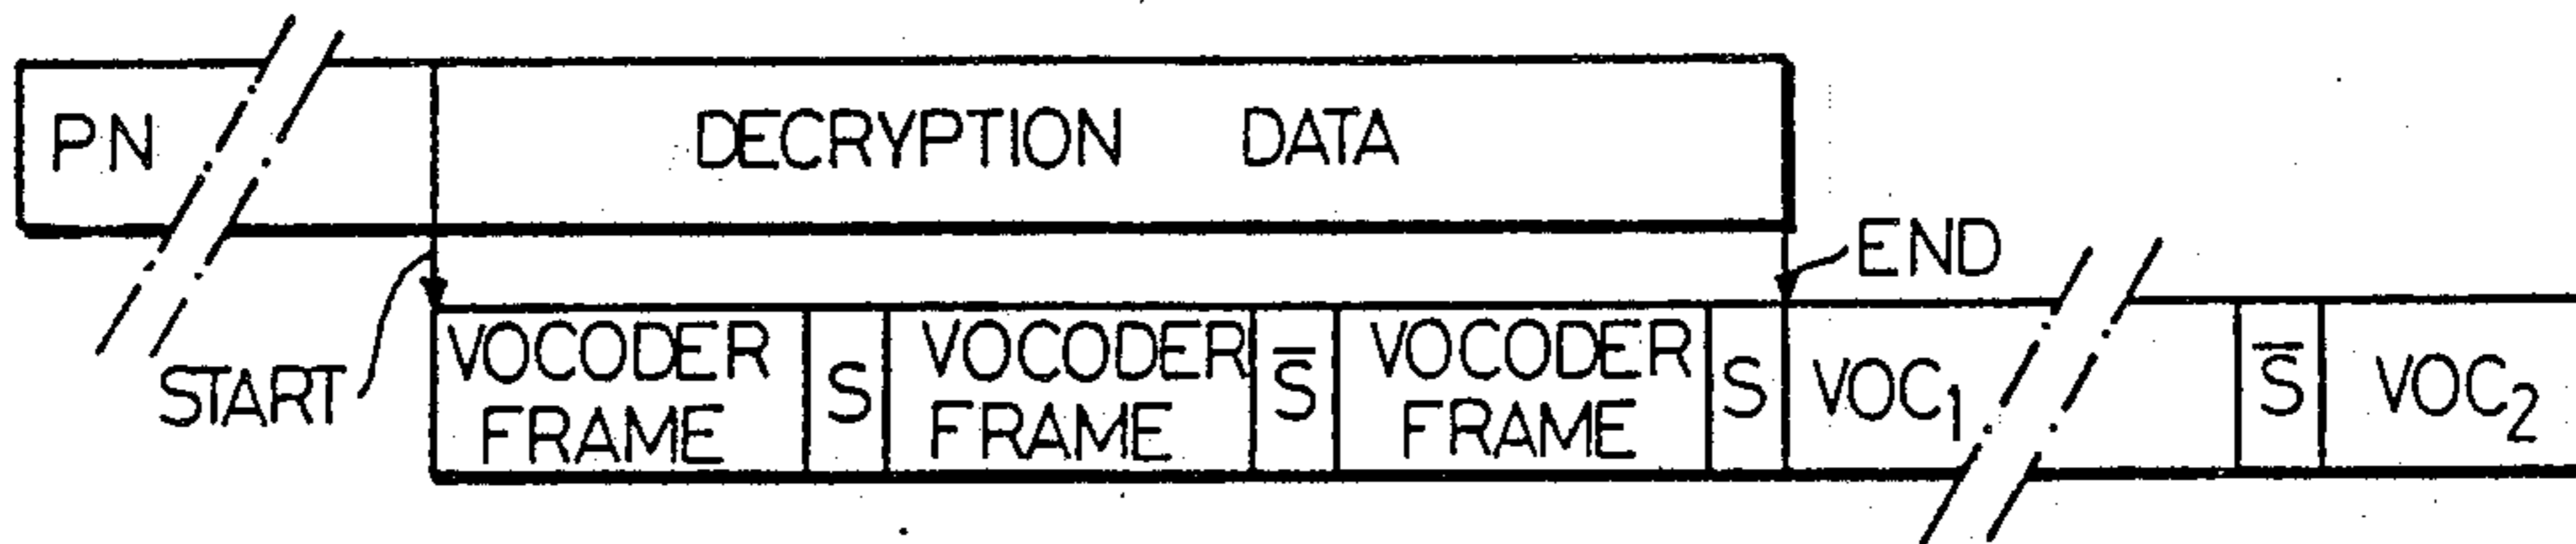 PN DECRYPTION DATA
END
START
VOCODER FRAME S VOCODER FRAME S̅ VOCODER FRAME S VOC₁ S̅ VOC₂